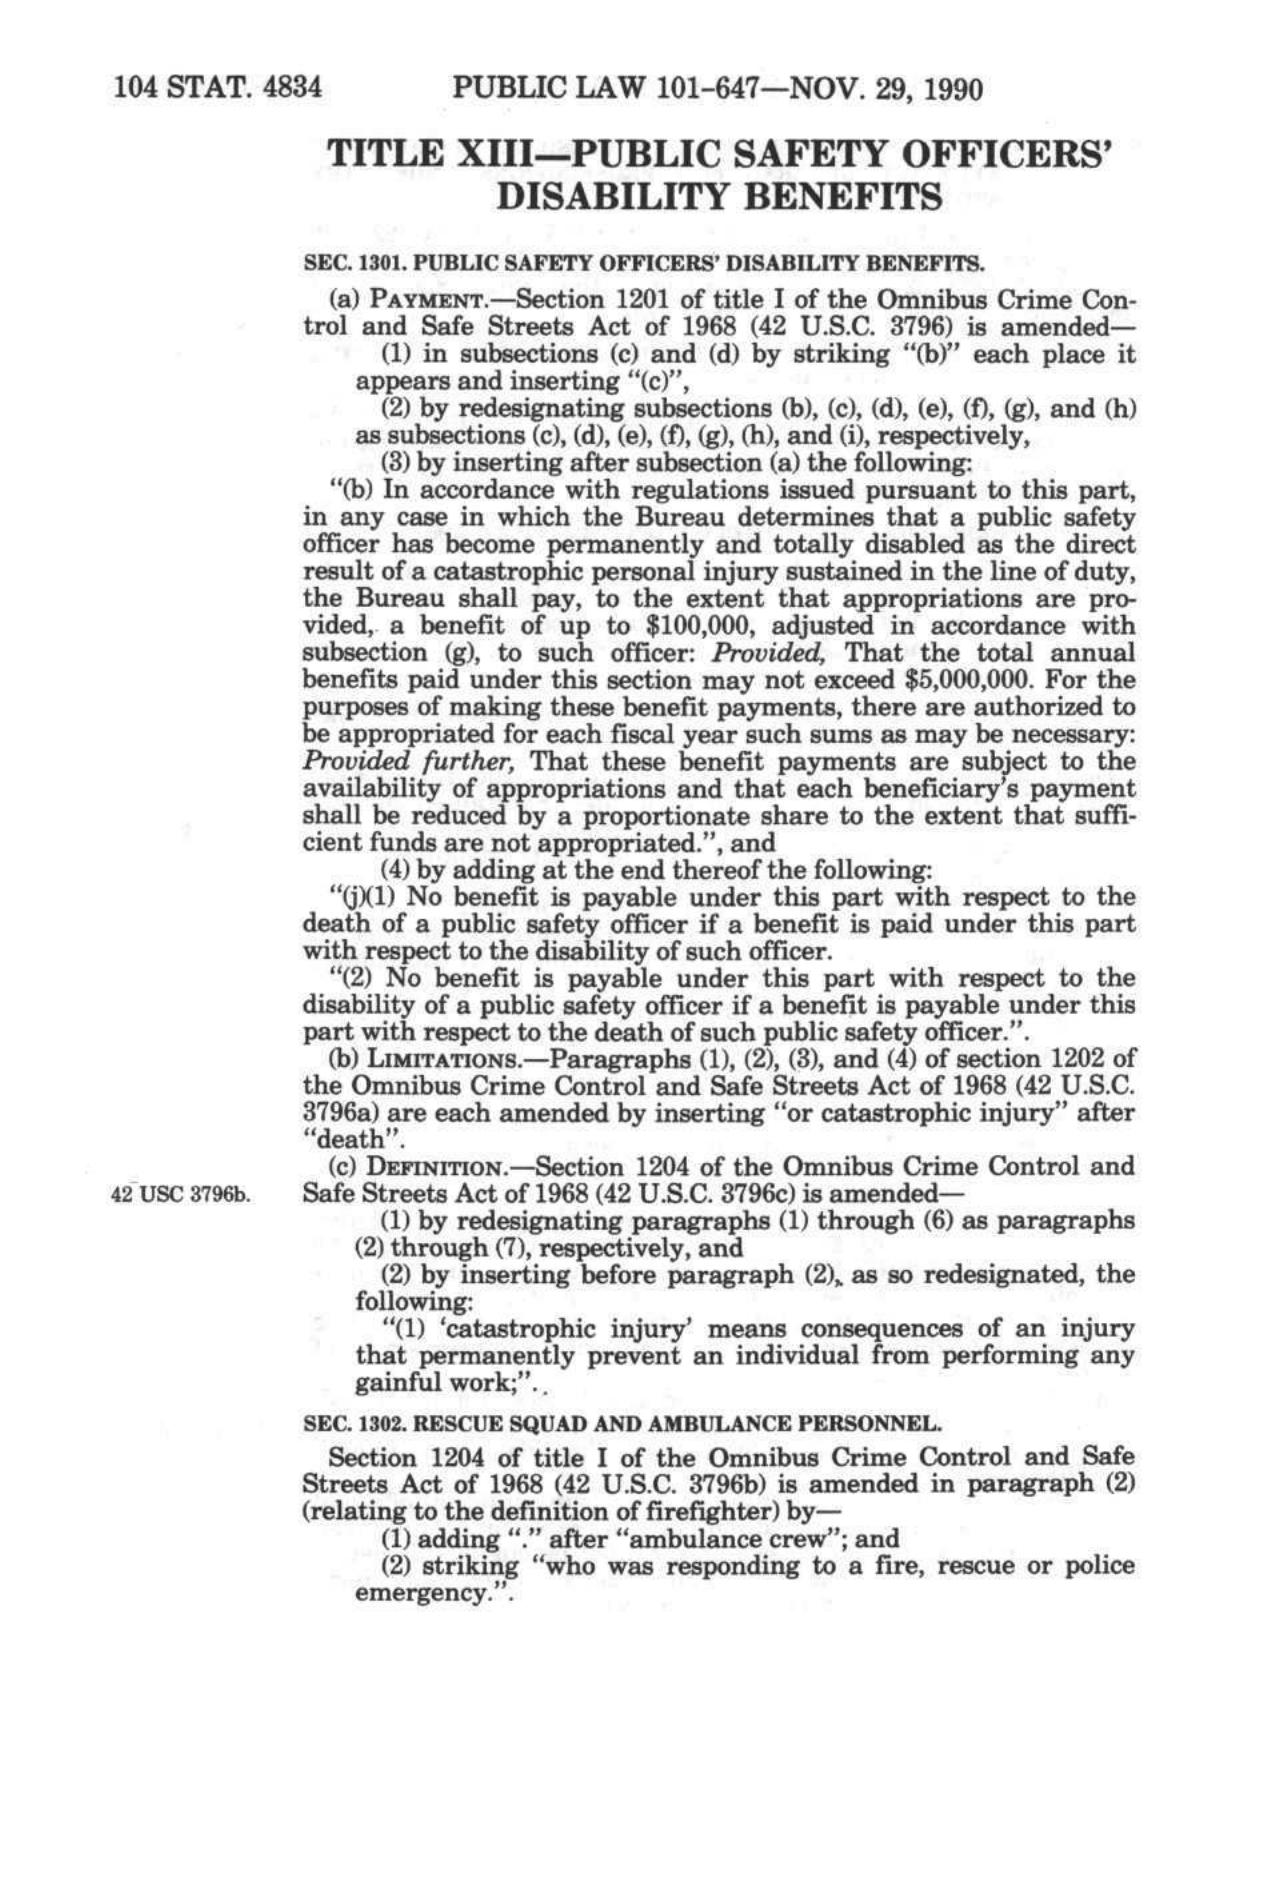 104 STAT. 4834 PUBLIC LAW 101-647—NOV. 29, 1990
TITLE XIII—PUBLIC SAFETY OFFICERS'
DISABILITY BENEFITS
SEC. 1301. PUBLIC SAFETY OFFICERS' DISABILITY BENEFITS.
(a) PAYMENT.—Section 1201 of title I of the Omnibus Crime Con-
trol and Safe Streets Act of 1968 (42 U.S.C. 3796) is amended—
(1) in subsections (c) and (d) by striking "(b)" each place it
appears and inserting "(c)",
(2) by redesignating subsections (b), (c), (d), (e), (f), (g), and (h)
as subsections (c), (d), (e), (f), (g), (h), and (i), respectively,
(3) by inserting after subsection (a) the following:
"(b) In accordance with regulations issued pursuant to this part,
in any case in which the Bureau determines that a public safety
officer has become permanently and totally disabled as the direct
result of a catastrophic personal injury sustained in the line of duty,
the Bureau shall pay, to the extent that appropriations are pro-
vided, a benefit of up to $100,000, adjusted in accordance with
subsection (g), to such officer: Provided, That the total annual
benefits paid under this section may not exceed $5,000,000. For the
purposes of making these benefit payments, there are authorized to
be appropriated for each fiscal year such sums as may be necessary:
Provided further, That these benefit payments are subject to the
availability of appropriations and that each beneficiary's payment
shall be reduced by a proportionate share to the extent that suffi-
cient funds are not appropriated.", and
(4) by adding at the end thereof the following:
"(j)(1) No benefit is payable under this part with respect to the
death of a public safety officer if a benefit is paid under this part
with respect to the disability of such officer.
"(2) No benefit is payable under this part with respect to the
disability of a public safety officer if a benefit is payable under this
part with respect to the death of such public safety officer.".
(b) LIMITATIONS.—Paragraphs (1), (2), (3), and (4) of section 1202 of
the Omnibus Crime Control and Safe Streets Act of 1968 (42 U.S.C.
3796a) are each amended by inserting "or catastrophic injury" after
"death".
(c) DEFINITION.—Section 1204 of the Omnibus Crime Control and
42 USC 3796b. Safe Streets Act of 1968 (42 U.S.C. 3796c) is amended—
(1) by redesignating paragraphs (1) through (6) as paragraphs
(2) through (7), respectively, and
(2) by inserting before paragraph (2), as so redesignated, the
following:
"(1) 'catastrophic injury' means consequences of an injury
that permanently prevent an individual from performing any
gainful work;"..
SEC. 1302. RESCUE SQUAD AND AMBULANCE PERSONNEL.
Section 1204 of title I of the Omnibus Crime Control and Safe
Streets Act of 1968 (42 U.S.C. 3796b) is amended in paragraph (2)
(relating to the definition of firefighter) by—
(1) adding "." after "ambulance crew"; and
(2) striking "who was responding to a fire, rescue or police
emergency.".